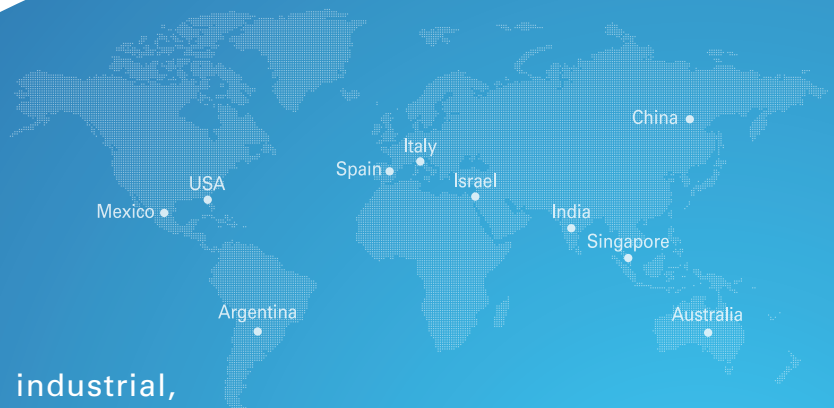 China
Italy
Spain
Israel
USA
Mexico
India
Singapore
Argentina
Australia
industrial,